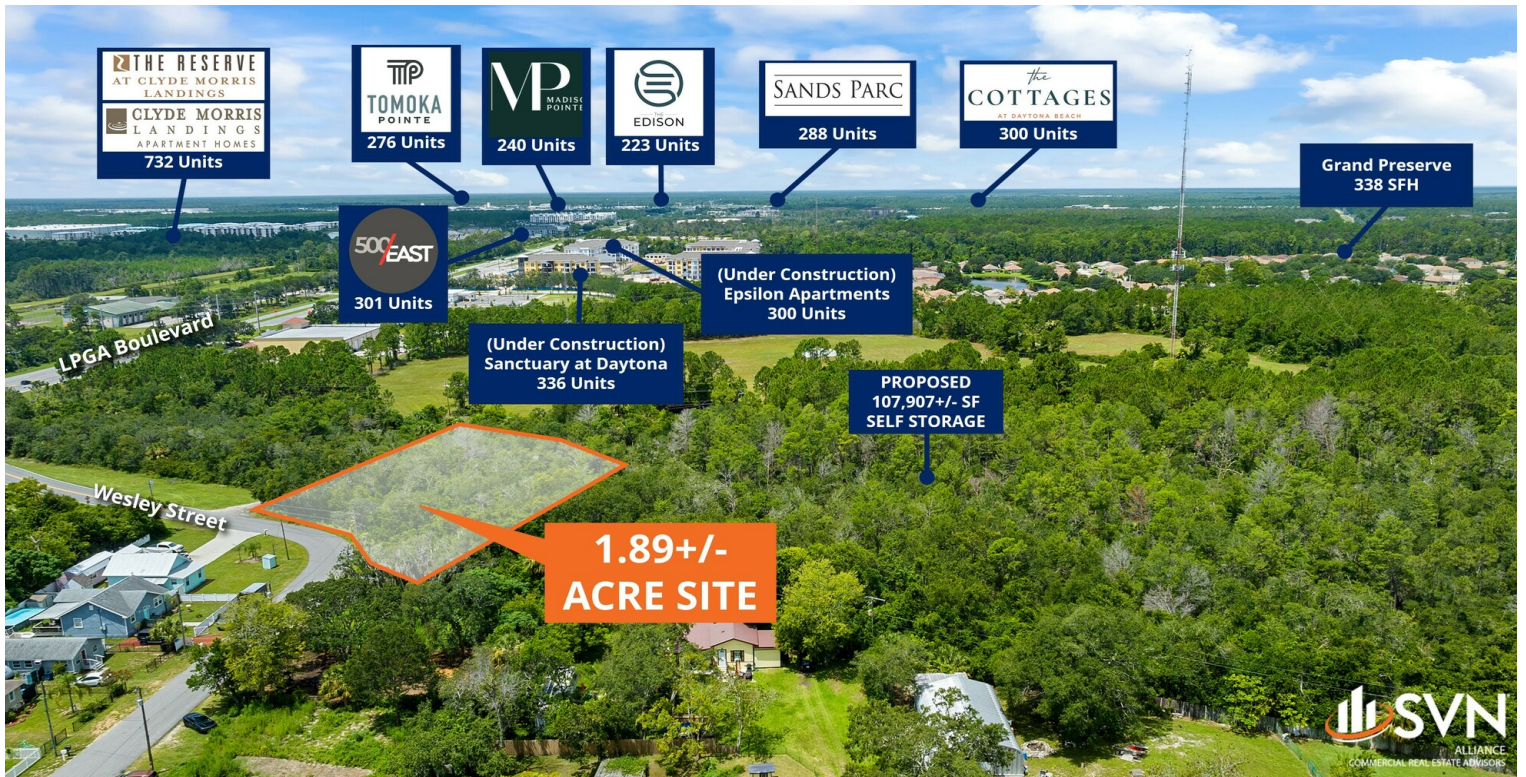 THE RESERVE
AT CLYDE MORRIS
LANDINGS
CLYDE MORRIS
LANDINGS
APARTMENT HOMES
732 Units
TP
TOMOKA
POINTE
276 Units
MP
MADISO
POINTE
240 Units
THE
EDISON
223 Units
SANDS PARC
288 Units
the
COTTAGES
AT DAYTONA BEACH
300 Units
Grand Preserve
338 SFH
500/EAST
301 Units
(Under Construction)
Epsilon Apartments
300 Units
(Under Construction)
Sanctuary at Daytona
336 Units
LPGA Boulevard
PROPOSED
107,907+/- SF
SELF STORAGE
Wesley Street
1.89+/-
ACRE SITE
SVN
ALLIANCE
COMMERCIAL REAL ESTATE ADVISORS